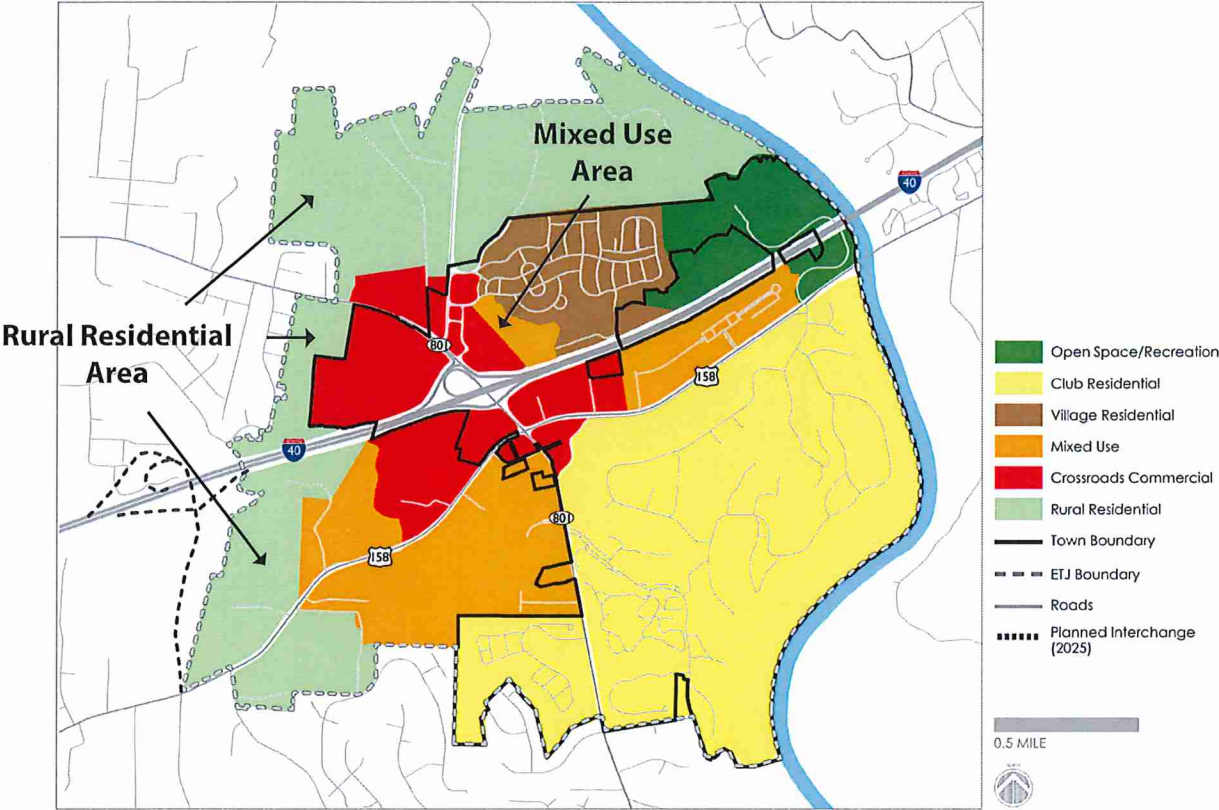 Mixed Use
Area
40
Rural Residential
Area
801
158
40
801
158
Open Space/Recreation
Club Residential
Village Residential
Mixed Use
Crossroads Commercial
Rural Residential
Town Boundary
ETJ Boundary
Roads
Planned Interchange
(2025)
0.5 MILE
NORTH